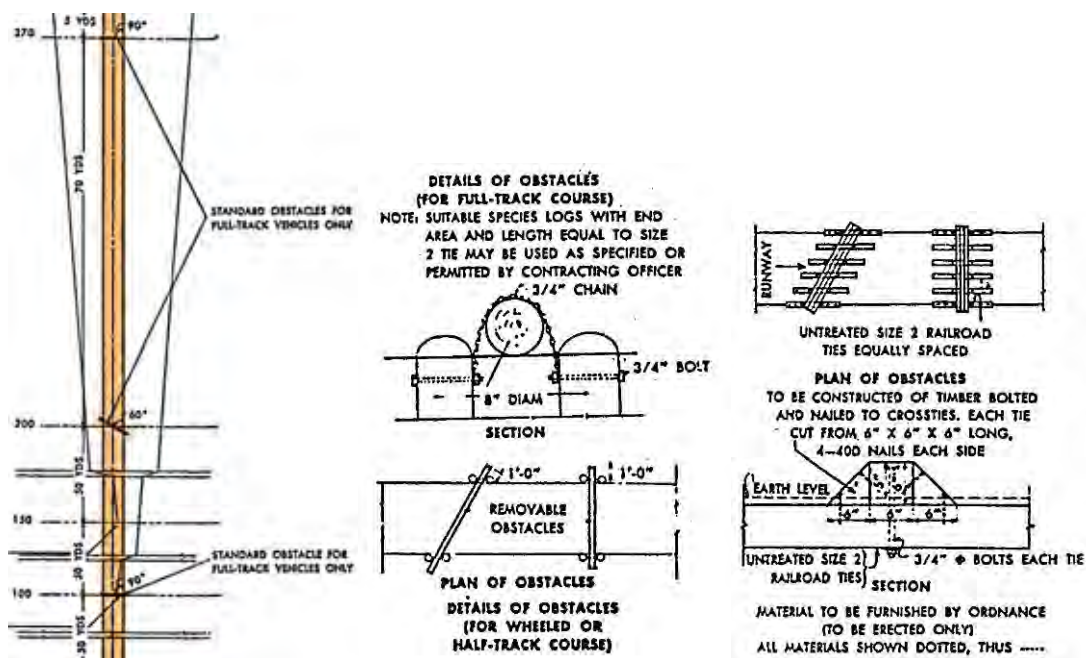 5 YDS
90°
270
70 YDS
STANDARD OBSTACLES FOR
FULL-TRACK VEHICLES ONLY
60°
200
50 YDS
150
50 YDS
STANDARD OBSTACLE FOR
FULL-TRACK VEHICLES ONLY
90°
100
50 YDS
DETAILS OF OBSTACLES
(FOR FULL-TRACK COURSE)
NOTE: SUITABLE SPECIES LOGS WITH END
AREA AND LENGTH EQUAL TO SIZE
2 TIE MAY BE USED AS SPECIFIED OR
PERMITTED BY CONTRACTING OFFICER
3/4" CHAIN
3/4" BOLT
8" DIAM
SECTION
1'-0"
1'-0"
REMOVABLE
OBSTACLES
PLAN OF OBSTACLES
DETAILS OF OBSTACLES
(FOR WHEELED OR
HALF-TRACK COURSE)
RUNWAY
UNTREATED SIZE 2 RAILROAD
TIES EQUALLY SPACED
PLAN OF OBSTACLES
TO BE CONSTRUCTED OF TIMBER BOLTED
AND NAILED TO CROSSTIES. EACH TIE
CUT FROM 6" X 6" X 6" LONG,
4-40D NAILS EACH SIDE
EARTH LEVEL
6" 6" 6"
UNTREATED SIZE 2
RAILROAD TIES
3/4" Φ BOLTS EACH TIE
SECTION
MATERIAL TO BE FURNISHED BY ORDNANCE
(TO BE ERECTED ONLY)
ALL MATERIALS SHOWN DOTTED, THUS -----